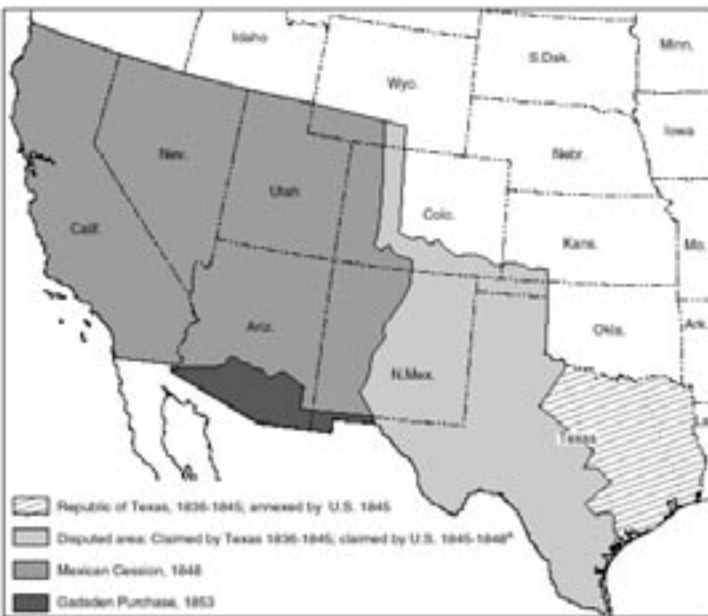 Idaho
Minn.
S.Dak.
Wyo.
Iowa
Nev.
Nebr.
Utah
Colo.
Calif.
Kans.
Mo.
Ariz.
Okla.
Ark.
N.Mex.
La
Texas
Republic of Texas, 1836-1845; annexed by U.S. 1845
Disputed area: Claimed by Texas 1836-1845; claimed by U.S. 1845-1848
Mexican Cession, 1848
Gadsden Purchase, 1853